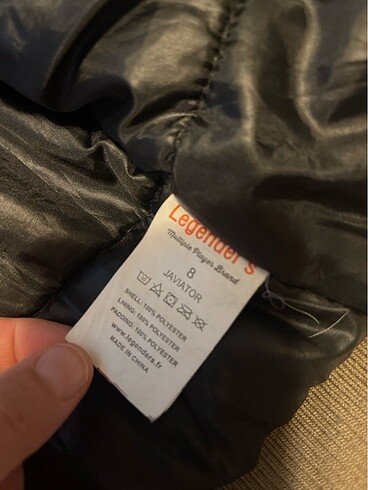 Legender's
Multiple Player Brand
8
JAVIATOR
SHELL: 100% POLYESTER
LINING: 100% POLYESTER
PADDING: 100% POLYESTER
www.legenders.fr
MADE IN CHINA